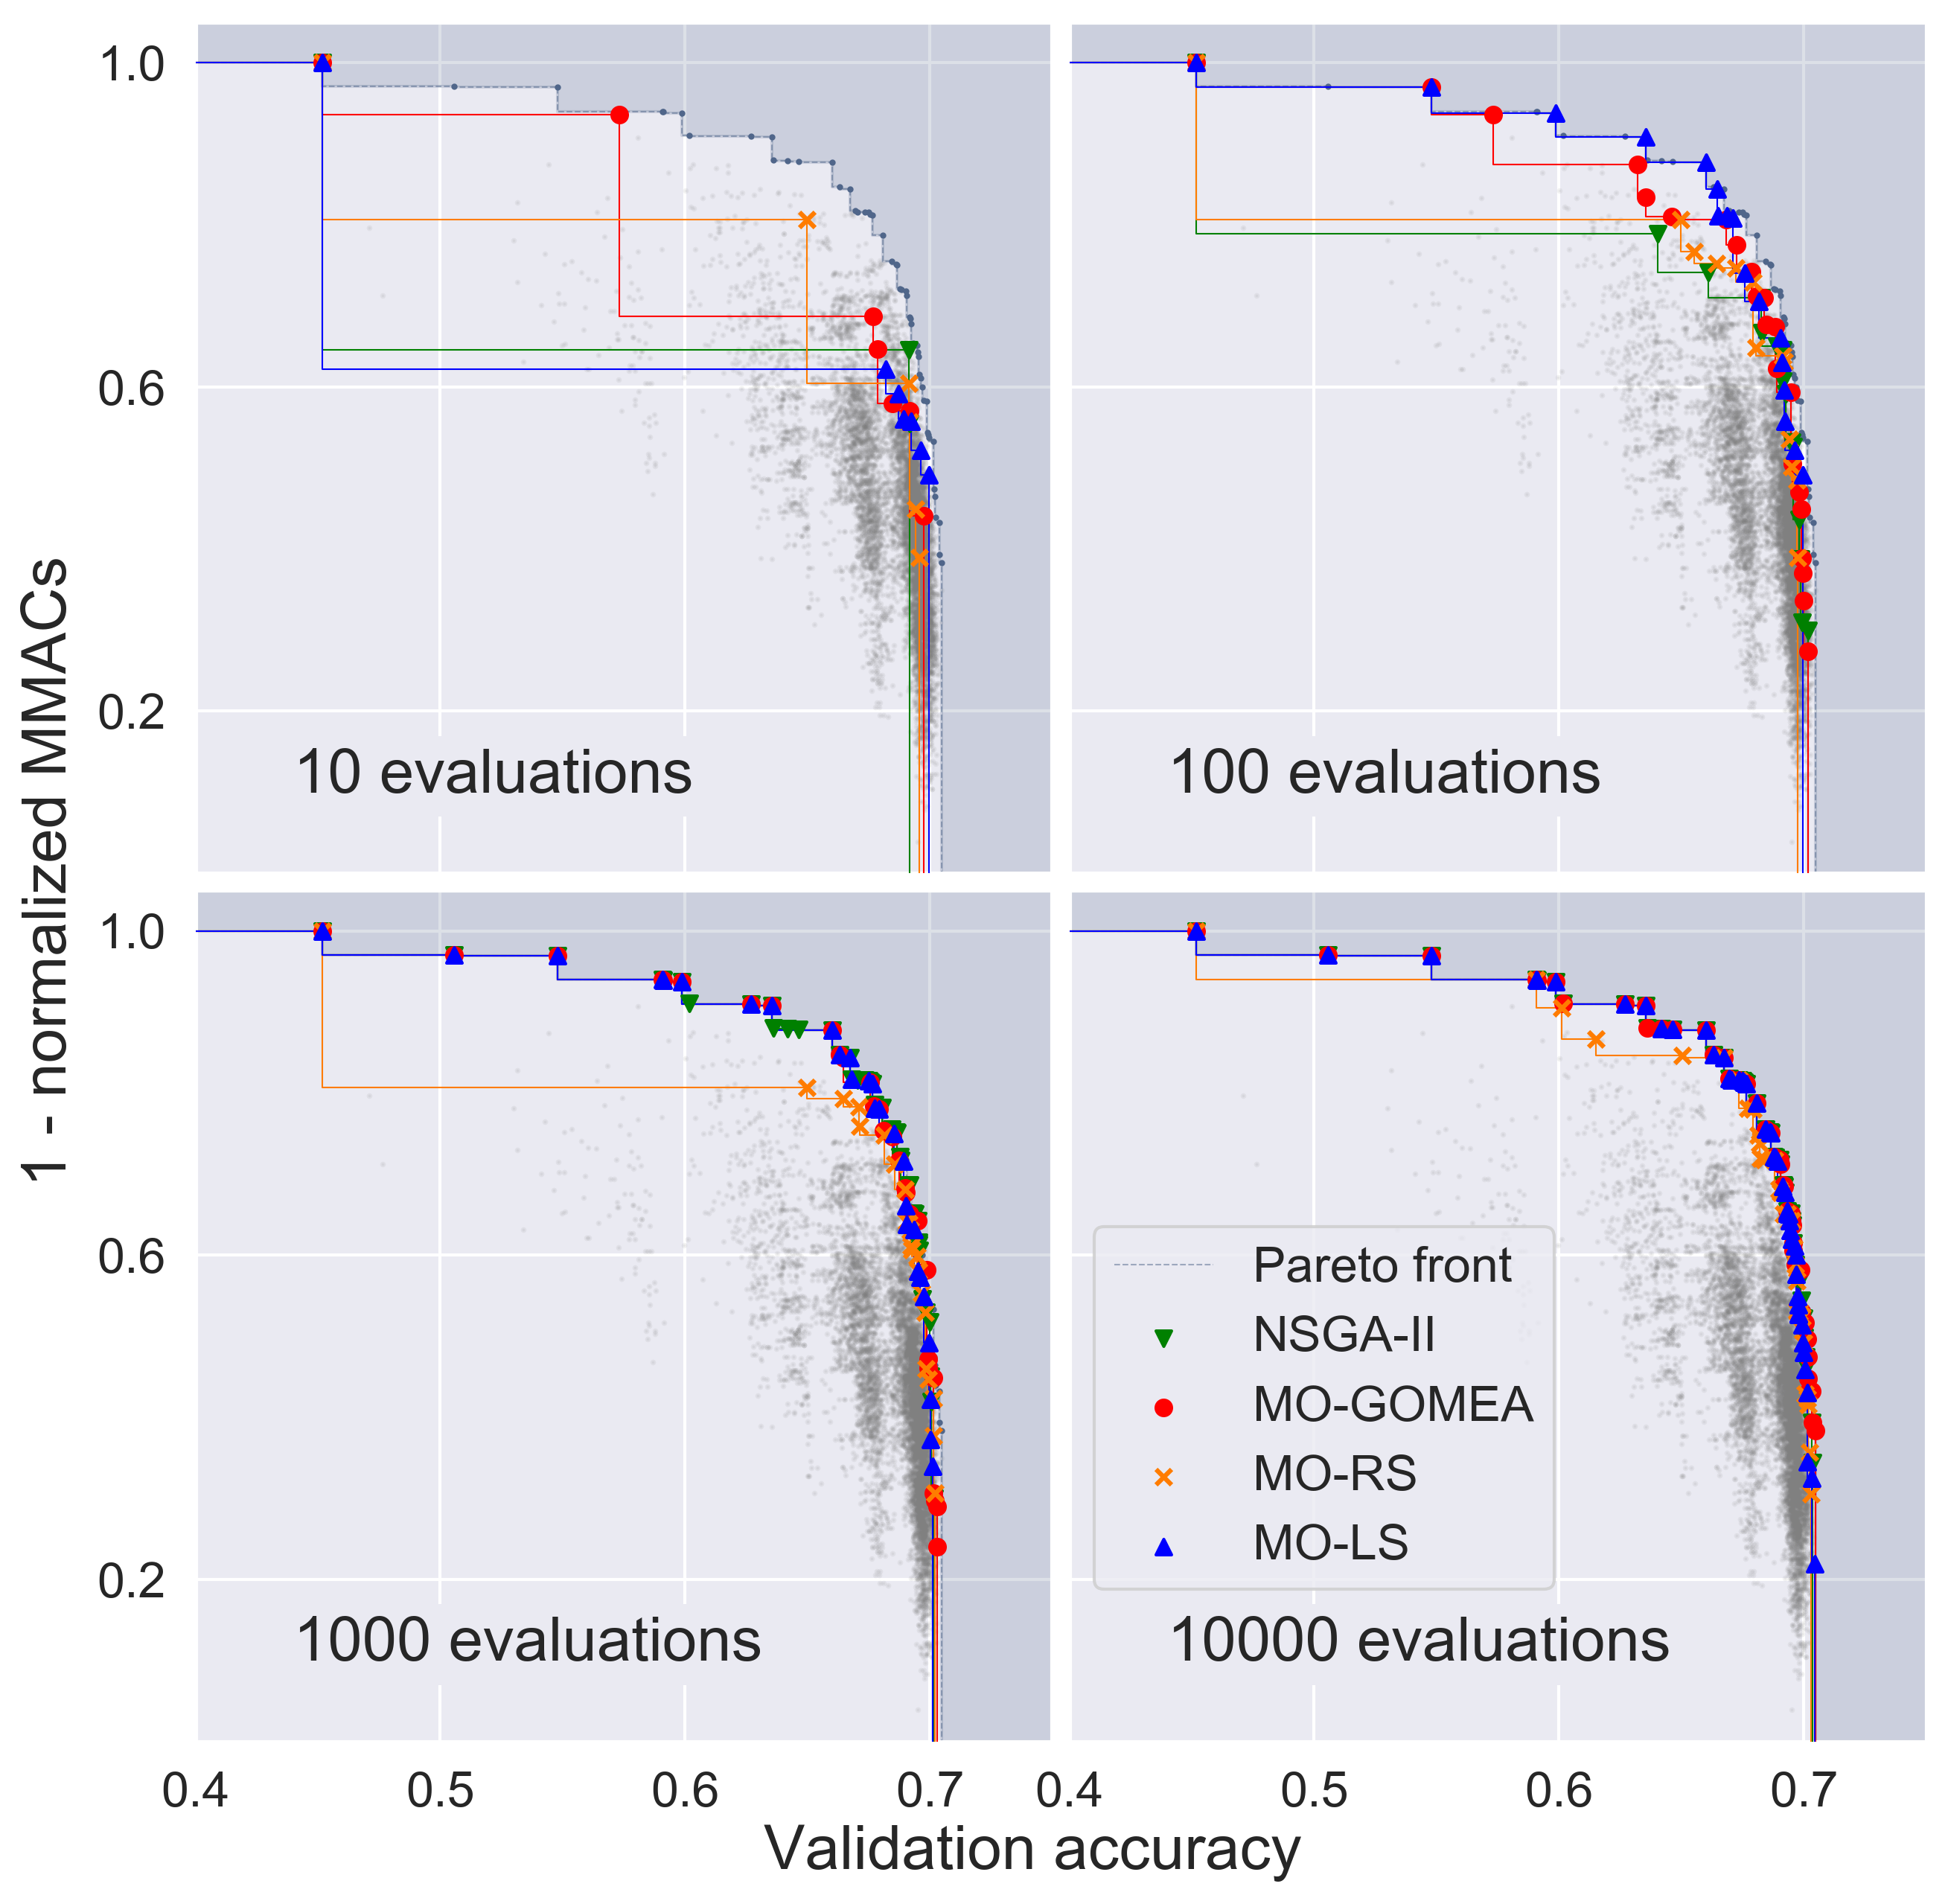 1 - normalized MMACs
1.0
0.6
0.2
10 evaluations
100 evaluations
1.0
0.6
0.2
1000 evaluations
10000 evaluations
Pareto front
NSGA-II
MO-GOMEA
MO-RS
MO-LS
0.4 0.5 0.6 0.7 0.4 0.5 0.6 0.7
Validation accuracy